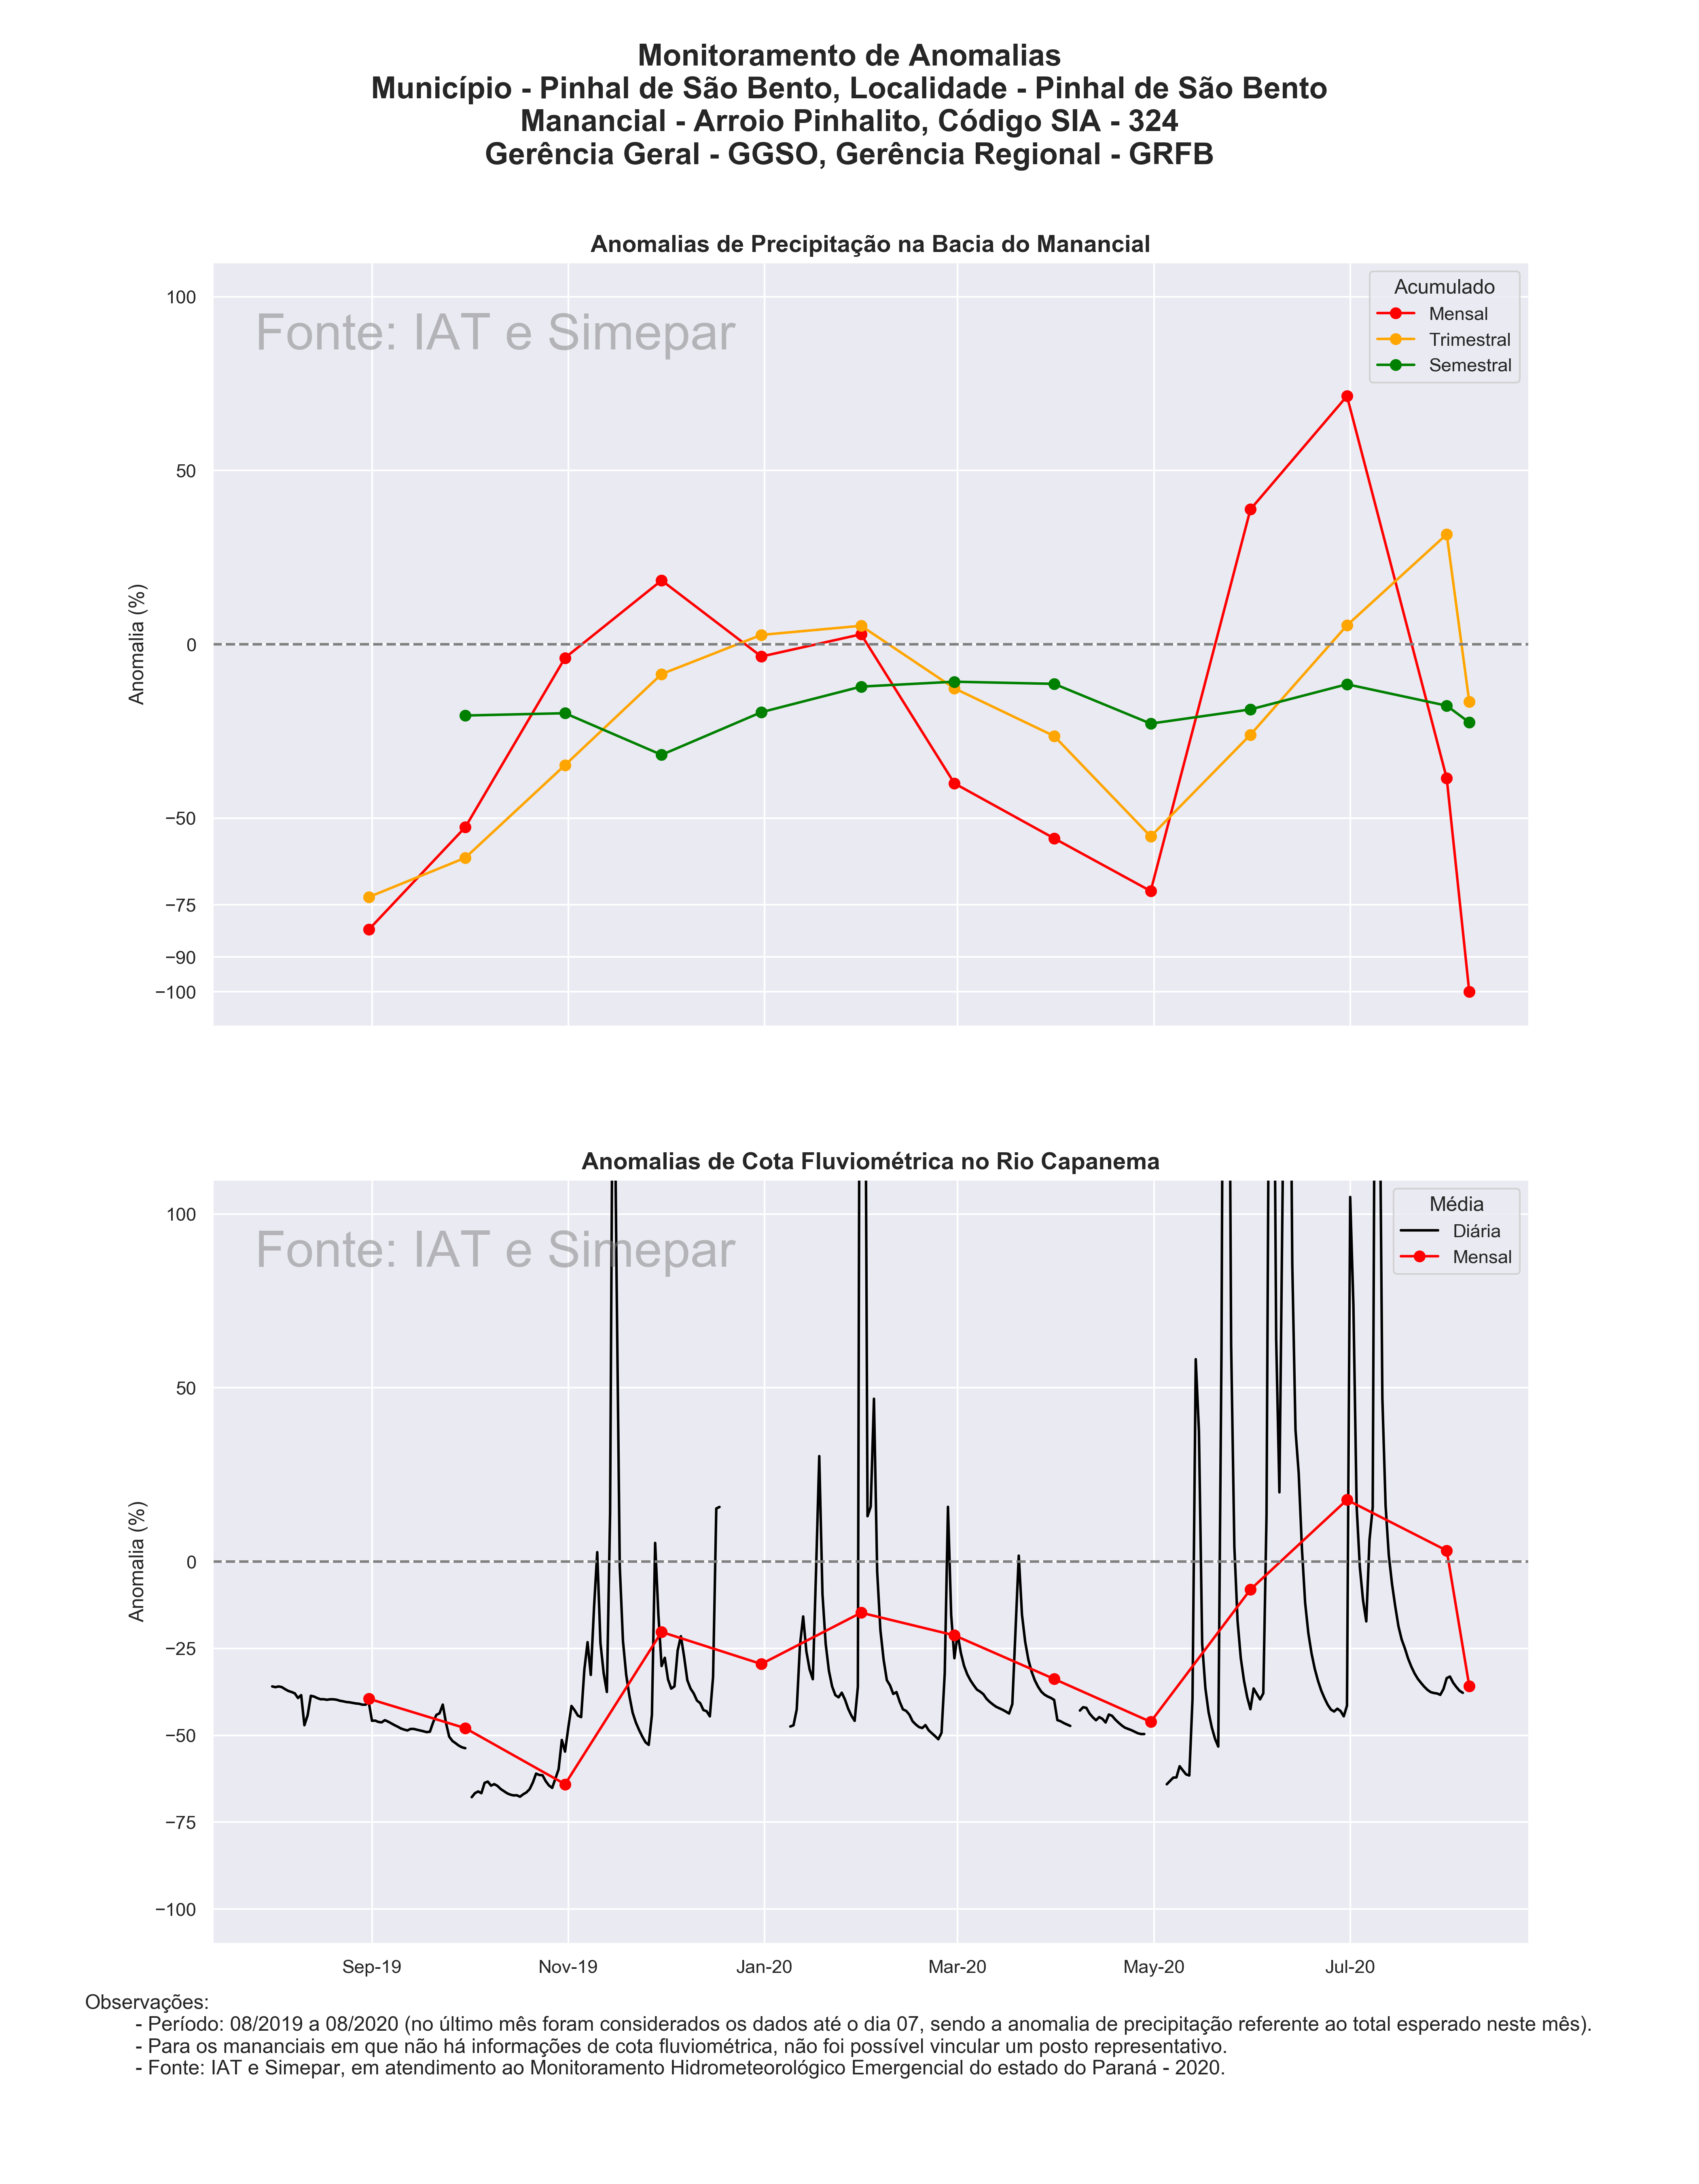 Monitoramento de Anomalias
Município - Pinhal de São Bento, Localidade - Pinhal de São Bento
Manancial - Arroio Pinhalito, Código SIA - 324
Gerência Geral - GGSO, Gerência Regional - GRFB
Anomalias de Precipitação na Bacia do Manancial
Fonte: IAT e Simepar
Acumulado
Mensal
Trimestral
Semestral
Anomalia (%)
100
50
0
−50
−75
−90
−100
Anomalias de Cota Fluviométrica no Rio Capanema
Fonte: IAT e Simepar
Média
Diária
Mensal
Anomalia (%)
100
50
0
−25
−50
−75
−100
Sep-19 Nov-19 Jan-20 Mar-20 May-20 Jul-20
Observações:
- Período: 08/2019 a 08/2020 (no último mês foram considerados os dados até o dia 07, sendo a anomalia de precipitação referente ao total esperado neste mês).
- Para os mananciais em que não há informações de cota fluviométrica, não foi possível vincular um posto representativo.
- Fonte: IAT e Simepar, em atendimento ao Monitoramento Hidrometeorológico Emergencial do estado do Paraná - 2020.